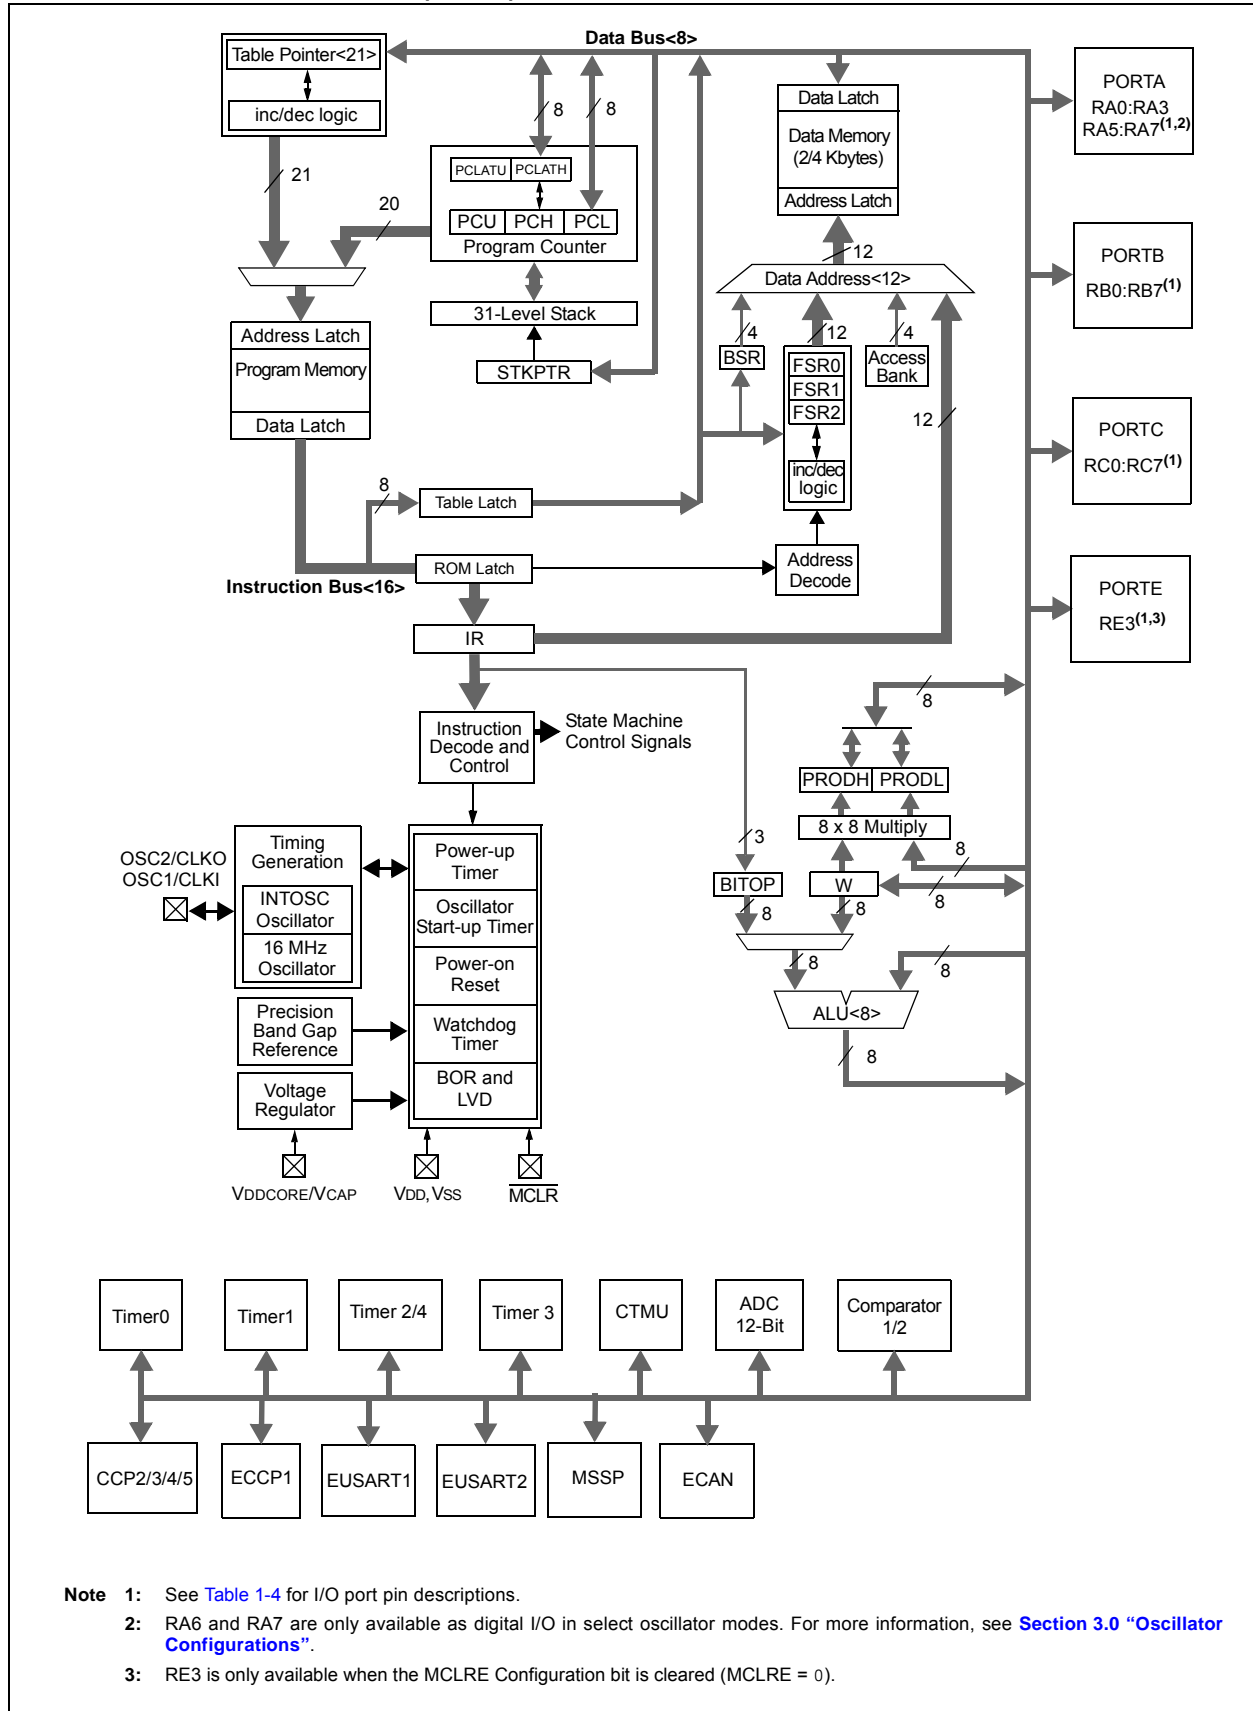 Data Bus<8>
Table Pointer<21>
inc/dec logic
21
8
8
PCLATU PCLATH
PCU PCH PCL
Program Counter
20
31-Level Stack
STKPTR
Data Latch
Data Memory
(2/4 Kbytes)
Address Latch
12
Data Address<12>
4
12
4
BSR
FSR0
FSR1
FSR2
inc/dec
logic
Access
Bank
12
Address Latch
Program Memory
Data Latch
8
Table Latch
ROM Latch
Instruction Bus<16>
IR
Address
Decode
PORTA
RA0:RA3
RA5:RA7(1,2)
PORTB
RB0:RB7(1)
PORTC
RC0:RC7(1)
PORTE
RE3(1,3)
Instruction
Decode and
Control
State Machine
Control Signals
8
PRODH PRODL
8 x 8 Multiply
3
8
BITOP
W
8
8
8
8
8
ALU<8>
8
OSC2/CLKO
OSC1/CLKI
Timing
Generation
INTOSC
Oscillator
16 MHz
Oscillator
Power-up
Timer
Oscillator
Start-up Timer
Power-on
Reset
Watchdog
Timer
BOR and
LVD
Precision
Band Gap
Reference
Voltage
Regulator
VDDCORE/VCAP
VDD, VSS
MCLR
Timer0
Timer1
Timer 2/4
Timer 3
CTMU
ADC
12-Bit
Comparator
1/2
CCP2/3/4/5
ECCP1
EUSART1
EUSART2
MSSP
ECAN
Note 1: See Table 1-4 for I/O port pin descriptions.
2: RA6 and RA7 are only available as digital I/O in select oscillator modes. For more information, see Section 3.0 “Oscillator
Configurations”.
3: RE3 is only available when the MCLRE Configuration bit is cleared (MCLRE = 0).